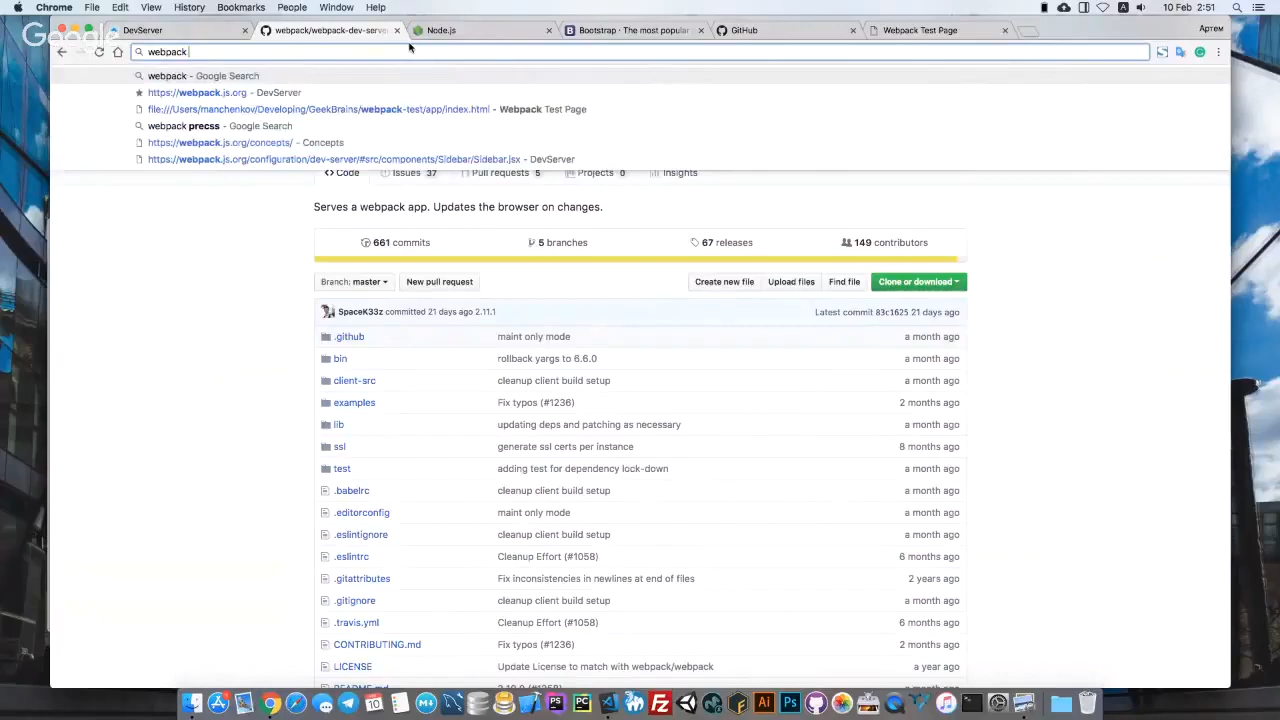 Chrome File Edit View History Bookmarks People Window Help 10 Feb 2:51
Google
DevServer webpack/webpack-dev-serve Node.js Bootstrap · The most popular GitHub Webpack Test Page Артем
webpack
webpack - Google Search
https://webpack.js.org - DevServer
file:///Users/manchenkov/Developing/GeekBrains/webpack-test/app/index.html - Webpack Test Page
webpack precss - Google Search
https://webpack.js.org/concepts/ - Concepts
https://webpack.js.org/configuration/dev-server/#src/components/Sidebar/Sidebar.jsx - DevServer
Code Issues 37 Pull requests 5 Projects 0 Insights
Serves a webpack app. Updates the browser on changes.
661 commits 5 branches 67 releases 149 contributors
Branch: master New pull request Create new file Upload files Find file Clone or download
SpaceK33z committed 21 days ago 2.11.1 Latest commit 83c1625 21 days ago
.github maint only mode a month ago
bin rollback yargs to 6.6.0 a month ago
client-src cleanup client build setup a month ago
examples Fix typos (#1236) 2 months ago
lib updating deps and patching as necessary a month ago
ssl generate ssl certs per instance 8 months ago
test adding test for dependency lock-down a month ago
.babelrc cleanup client build setup a month ago
.editorconfig maint only mode a month ago
.eslintignore cleanup client build setup a month ago
.eslintrc Cleanup Effort (#1058) 6 months ago
.gitattributes Fix inconsistencies in newlines at end of files 2 years ago
.gitignore cleanup client build setup a month ago
.travis.yml Cleanup Effort (#1058) 6 months ago
CONTRIBUTING.md Fix typos (#1236) 2 months ago
LICENSE Update License to match with webpack/webpack a year ago